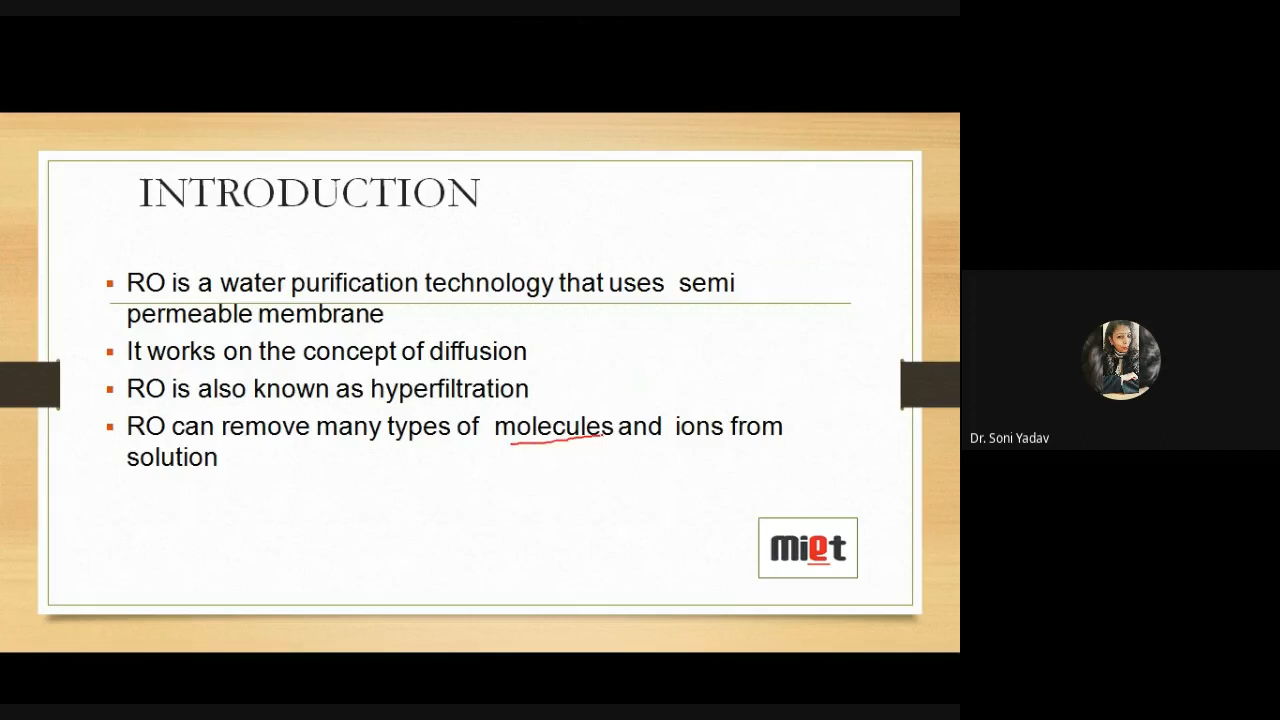 INTRODUCTION
RO is a water purification technology that uses semi
permeable membrane
It works on the concept of diffusion
RO is also known as hyperfiltration
RO can remove many types of molecules and ions from
solution
miet
Dr. Soni Yadav